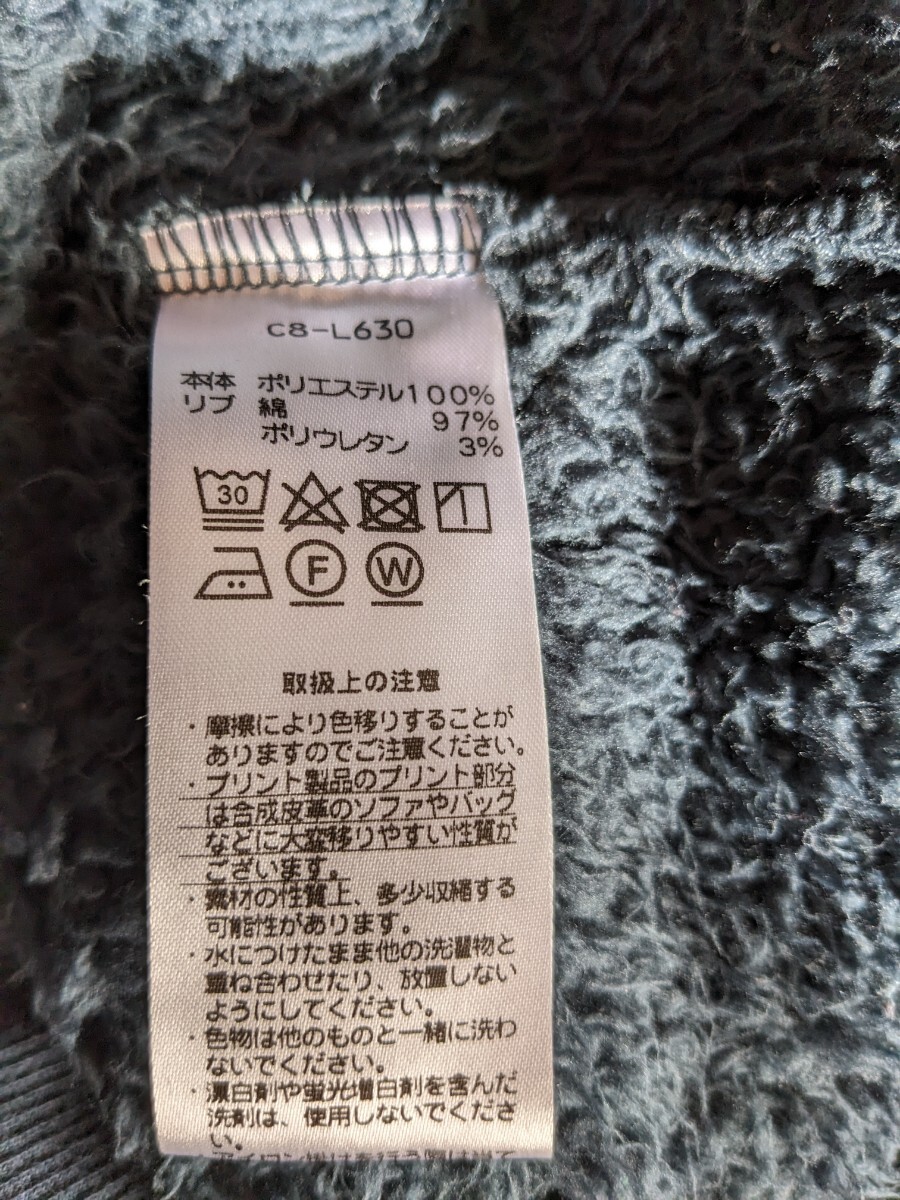 C8-L630
本体 ポリエステル100%
リブ 綿 97%
ポリウレタン 3%
30
F W
取扱上の注意
・摩擦により色移りすることが
ありますのでご注意ください。
・プリント製品のプリント部分
は合成皮革のソファやバッグ
などに大変移りやすい性質が
ございます。
・素材の性質上、多少収縮する
可能性があります。
・水につけたまま他の洗濯物と
重ね合わせたり、放置しない
ようにしてください。
・色物は他のものと一緒に洗わ
ないでください。
・漂白剤や蛍光増白剤を含んだ
洗剤は、使用しないでくださ
い。